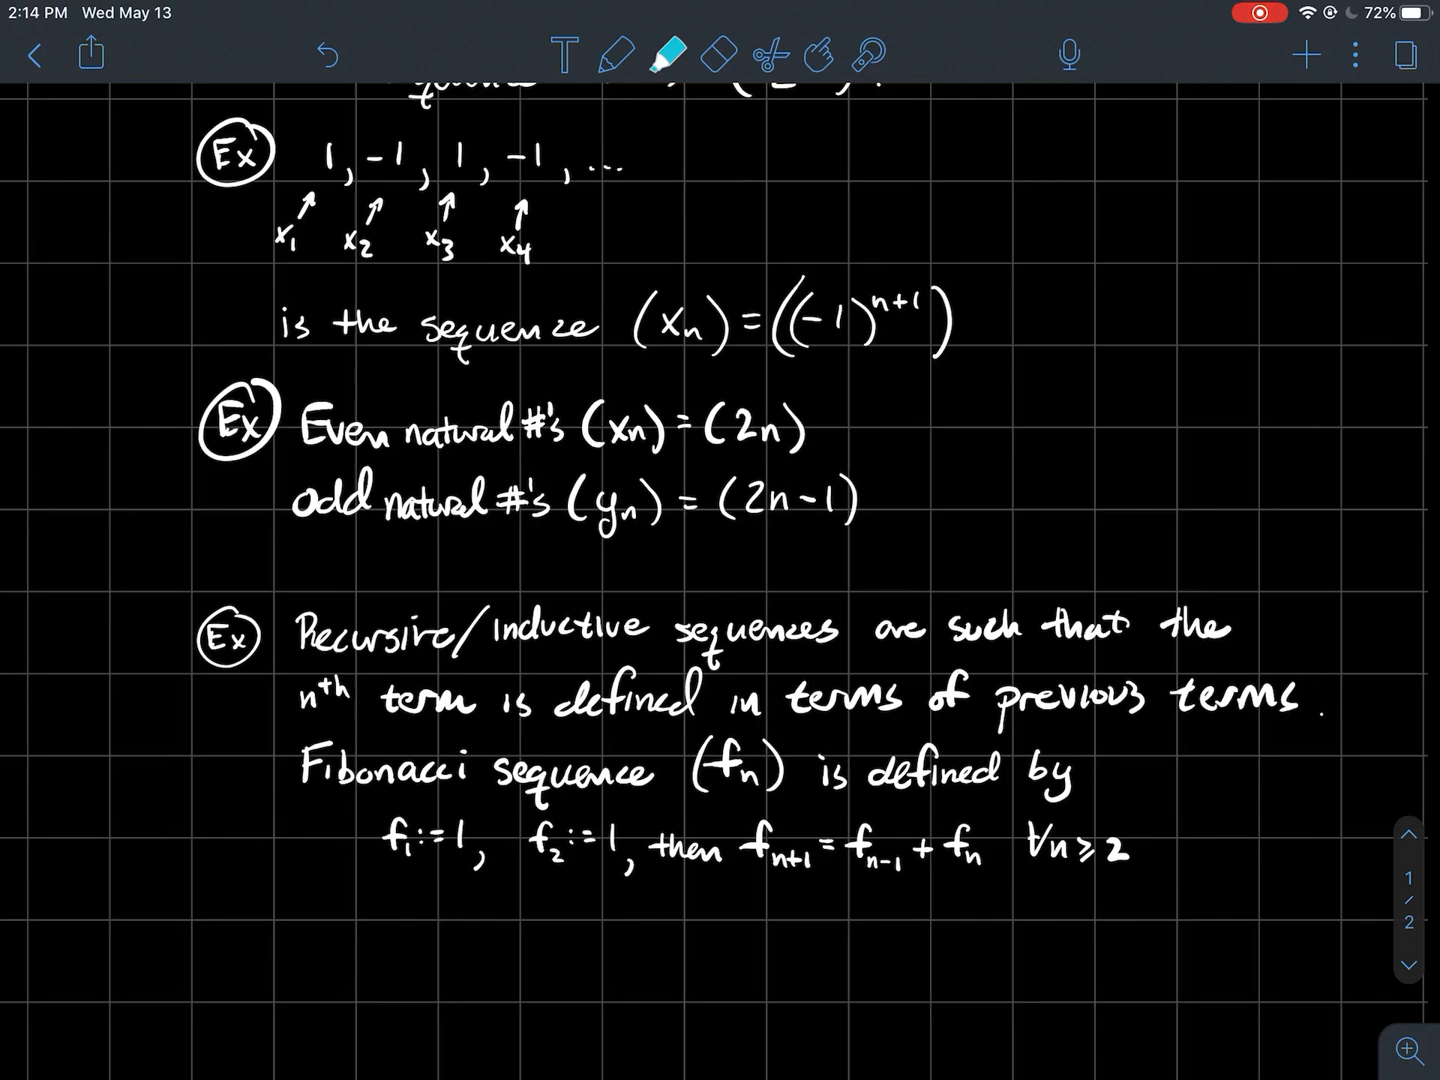 2:14 PM Wed May 13
72%
Ex 1, -1, 1, -1, ...
x₁ x₂ x₃ x₄
is the sequence (xₙ) = ((-1)ⁿ⁺¹)
Ex Even natural #'s (xₙ) = (2n)
odd natural #'s (yₙ) = (2n-1)
Ex Recursive/inductive sequences are such that the
nᵗʰ term is defined in terms of previous terms.
Fibonacci sequence (fₙ) is defined by
f₁:=1, f₂:=1, then fₙ₊₁ = fₙ₋₁ + fₙ ∀n≥2
1
/
2